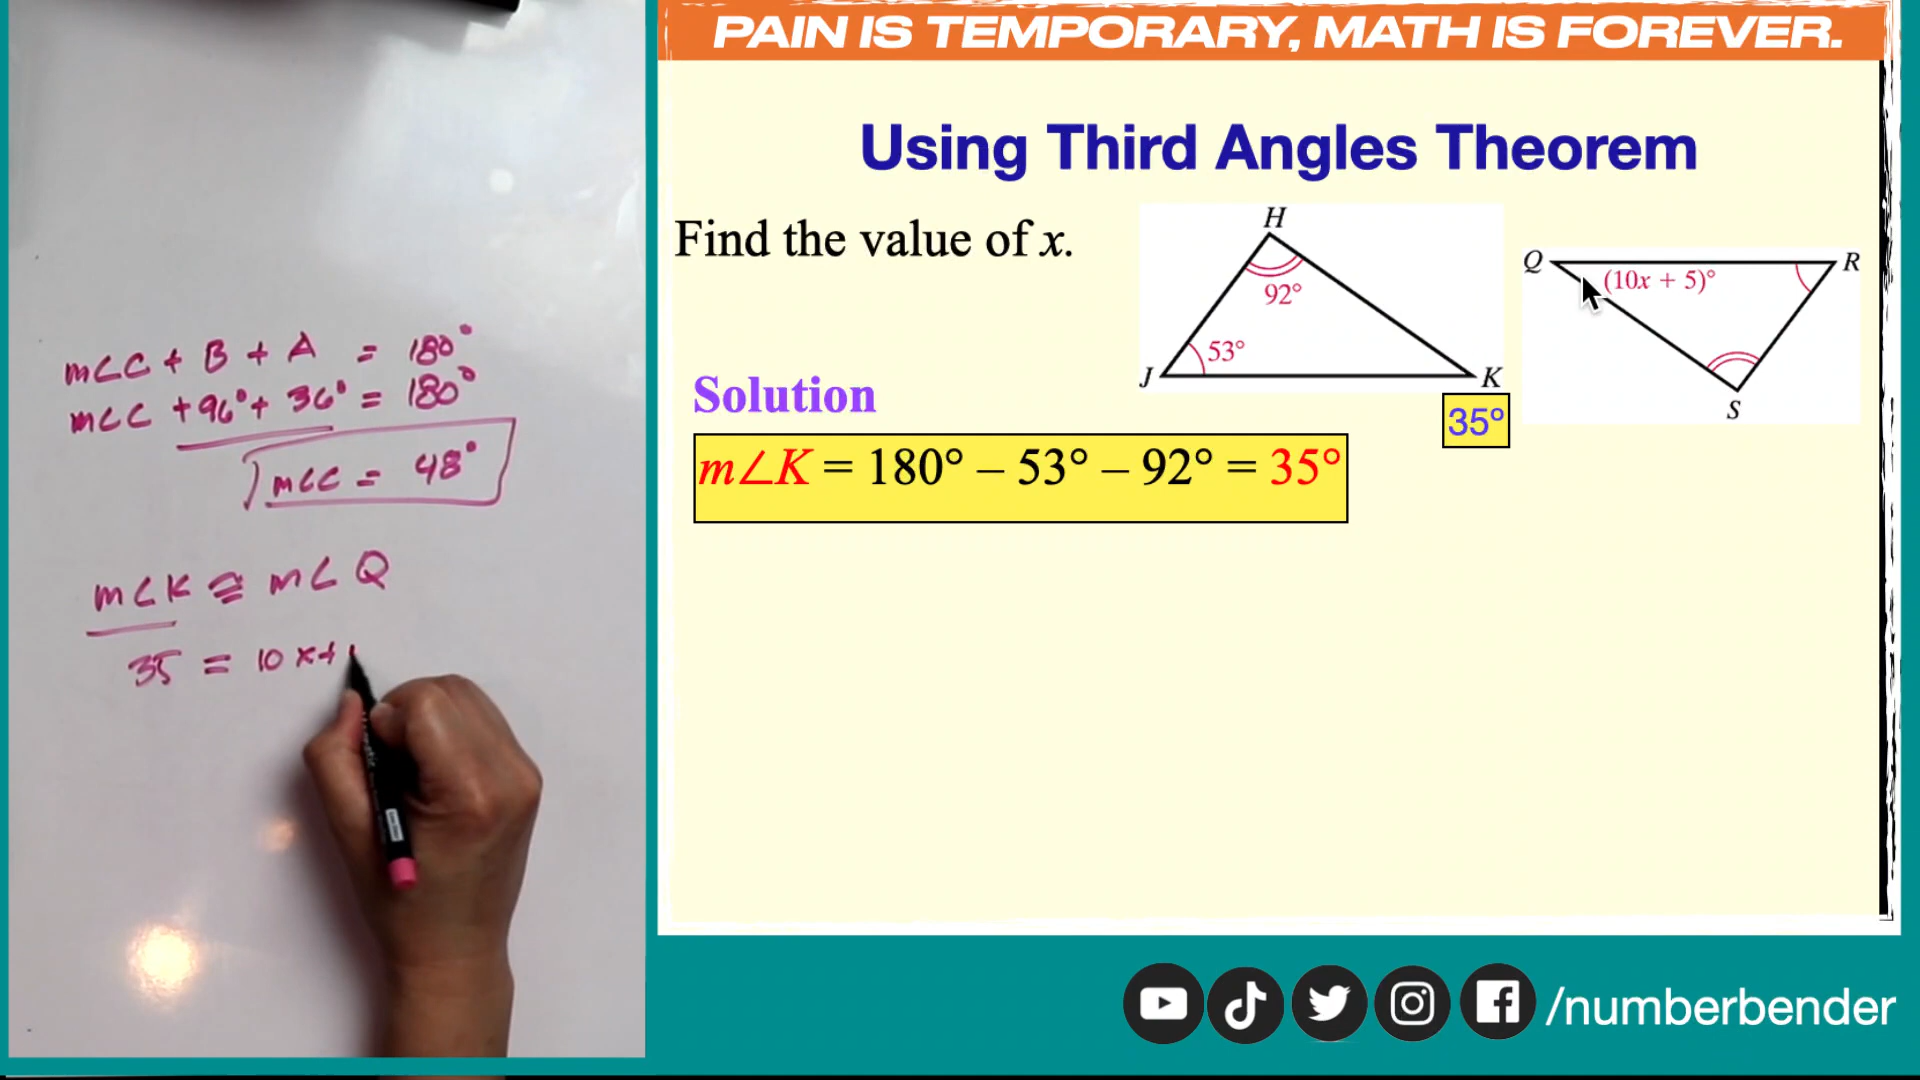 PAIN IS TEMPORARY, MATH IS FOREVER.
Using Third Angles Theorem
Find the value of x.
H
92°
53°
J
K
35°
Q
(10x + 5)°
R
S
Solution
m∠K = 180° – 53° – 92° = 35°
m∠C + B + A = 180°
m∠C + 96° + 36° = 180°
m∠C = 48°
m∠K ≅ m∠Q
35 = 10x+
/numberbender